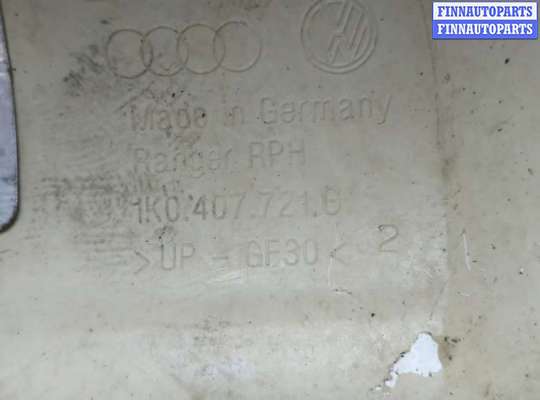 FINNAUTOPARTS
FINNAUTOPARTS
Made in Germany
Ranger RPH
1K0.407.721.G
>UP - GF30< 2